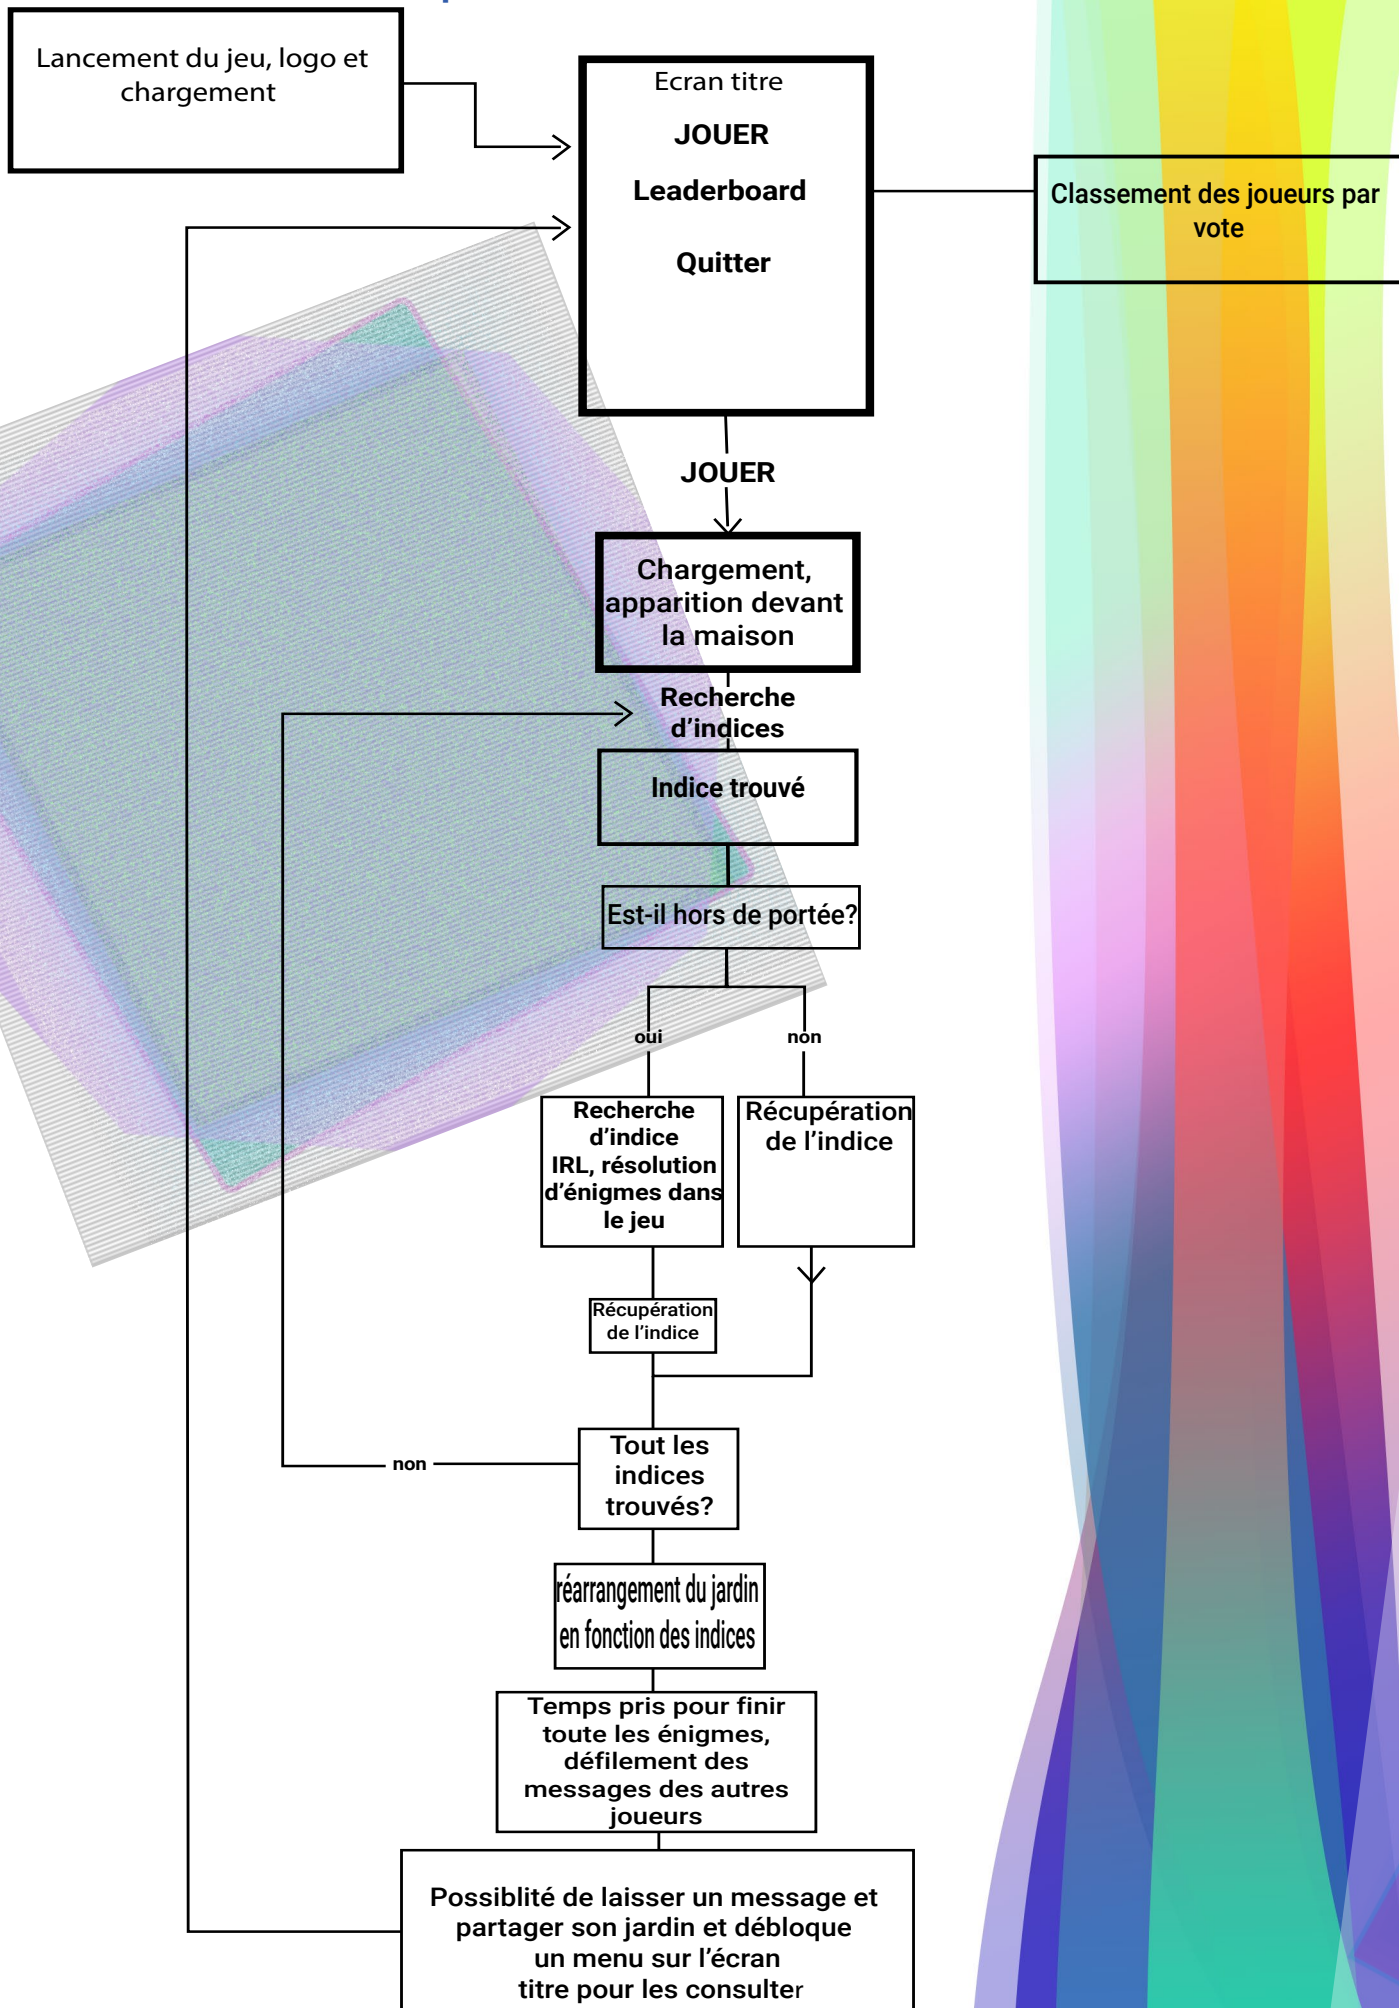 Lancement du jeu, logo et
chargement
Ecran titre
JOUER
Leaderboard
Quitter
Classement des joueurs par
vote
JOUER
Chargement,
apparition devant
la maison
Recherche
d’indices
Indice trouvé
Est-il hors de portée?
oui
non
Recherche
d’indice
IRL, résolution
d’énigmes dans
le jeu
Récupération
de l’indice
Récupération
de l’indice
Tout les
indices
trouvés?
non
réarrangement du jardin
en fonction des indices
Temps pris pour finir
toute les énigmes,
défilement des
messages des autres
joueurs
Possiblité de laisser un message et
partager son jardin et débloque
un menu sur l’écran
titre pour les consulter